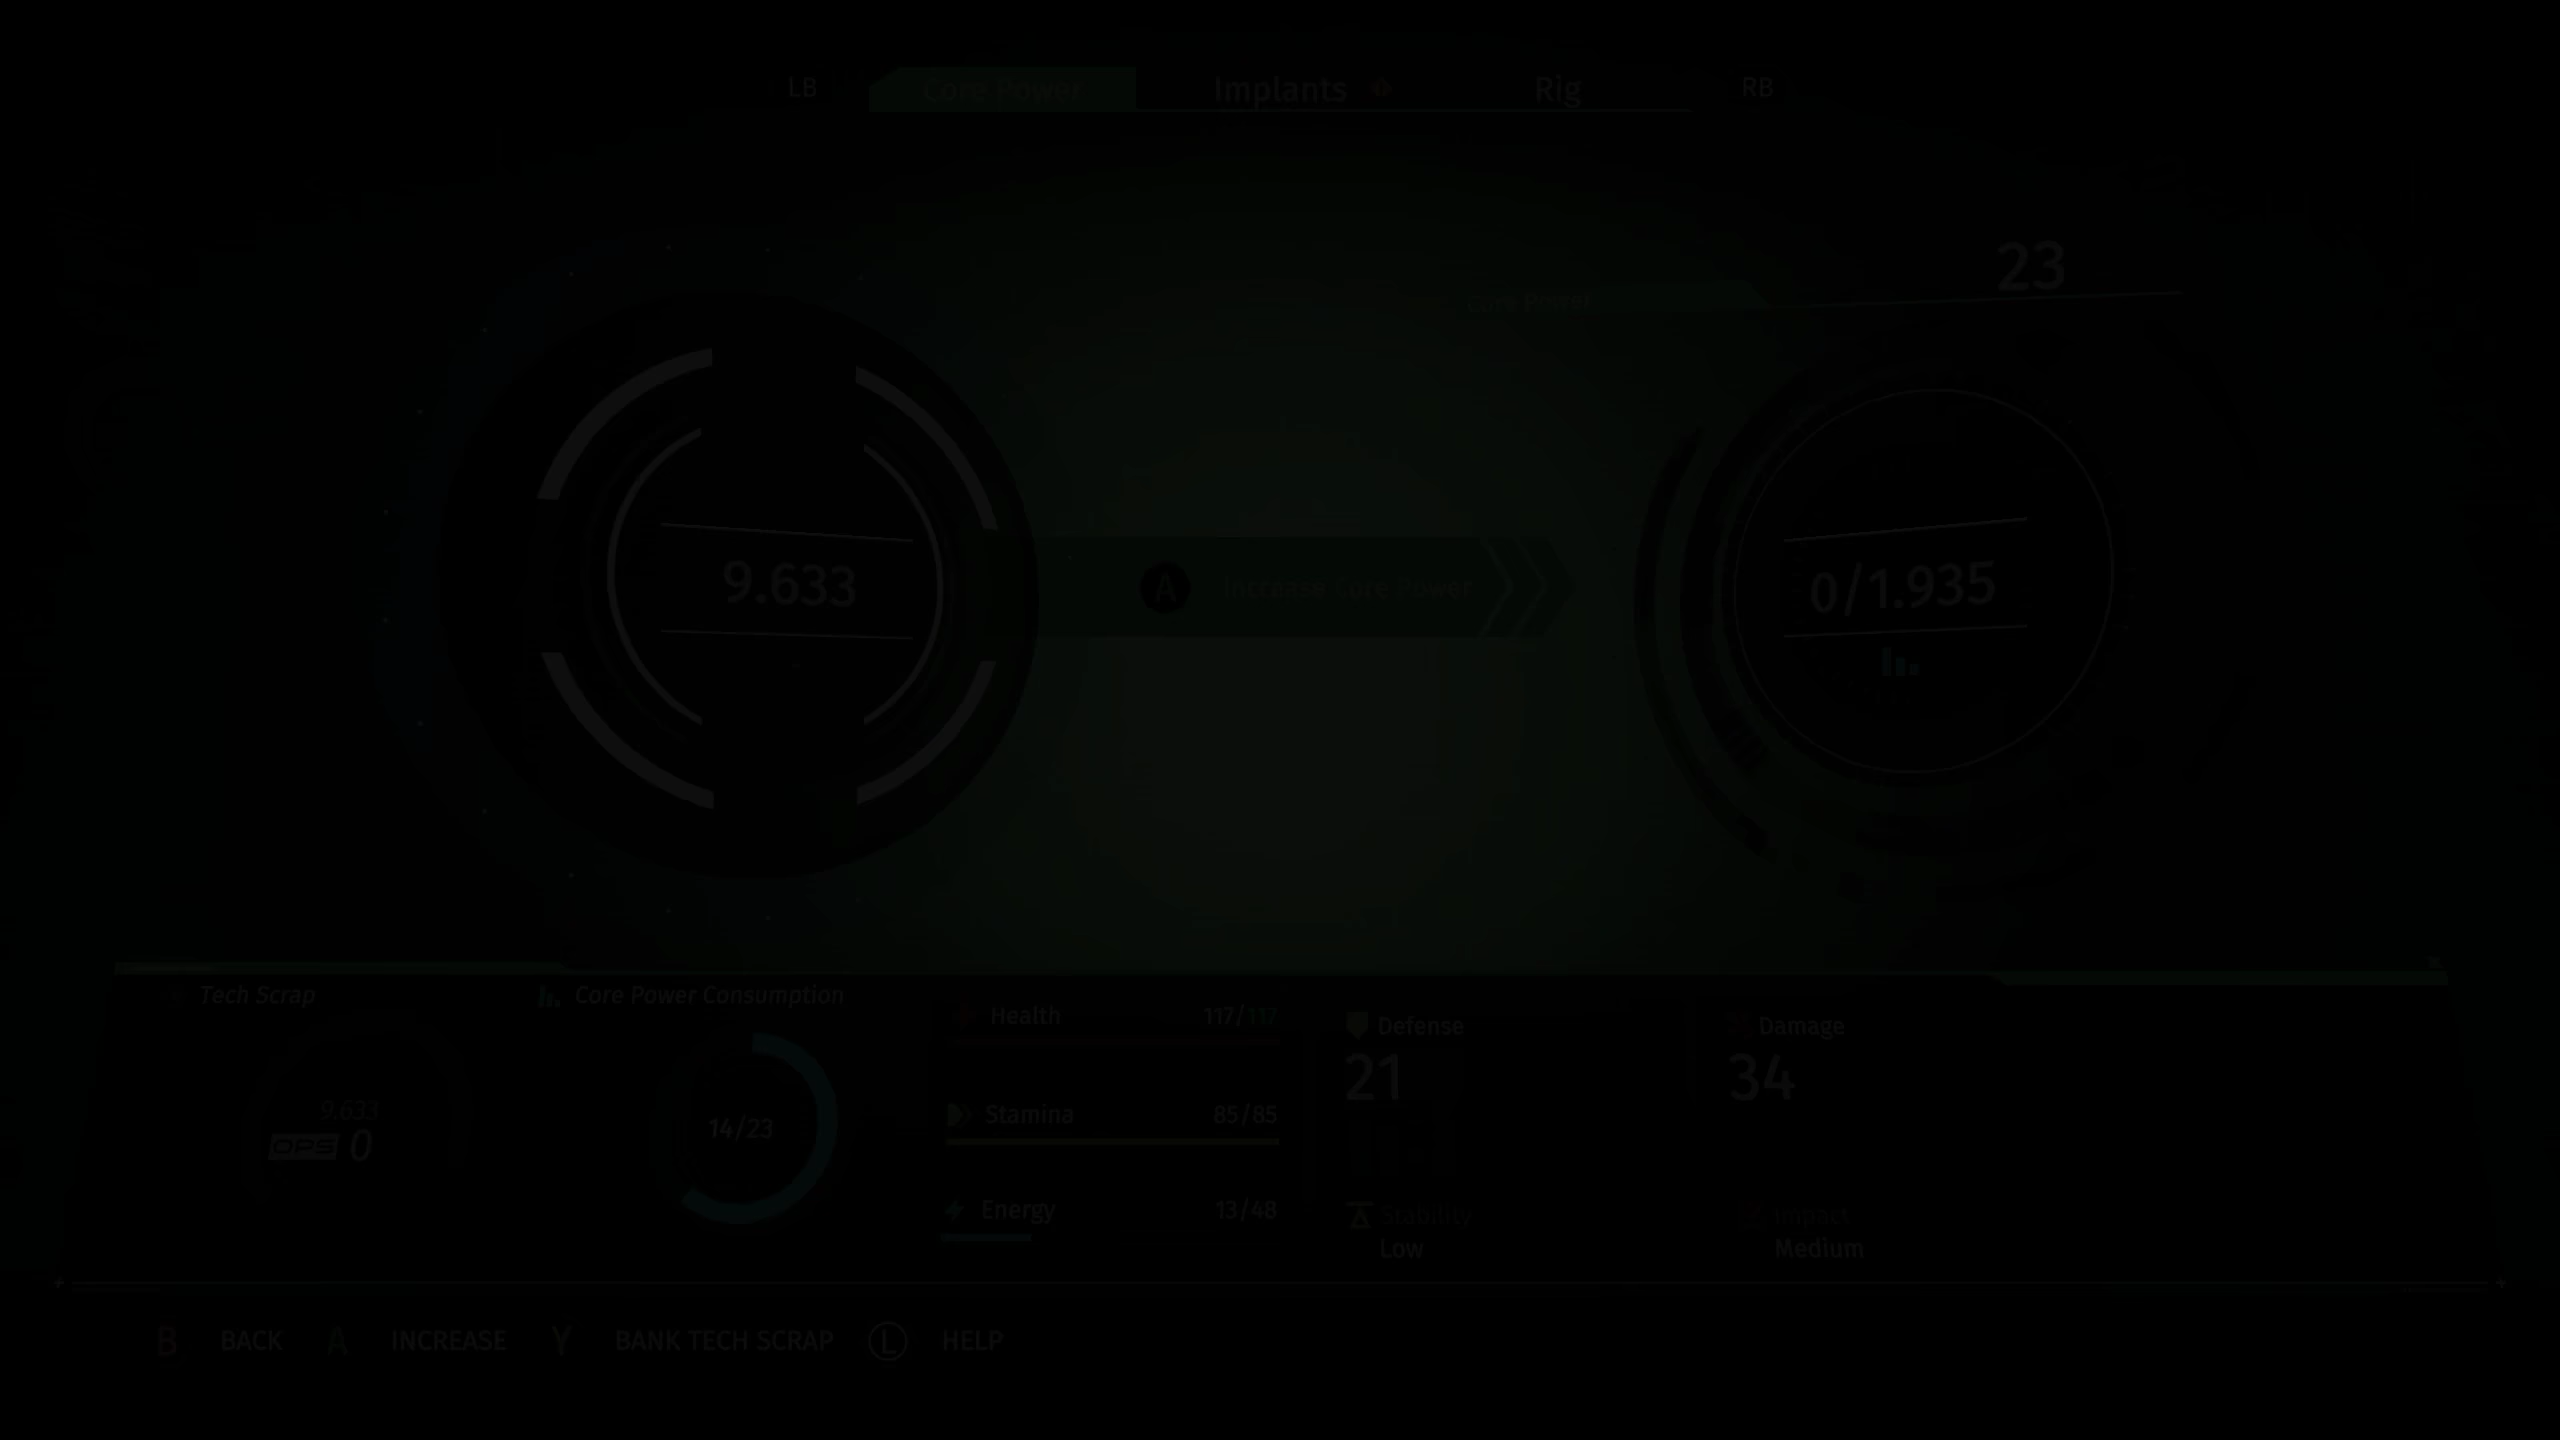 LB Core Power Implants Rig RB
23
Core Power
9.633
A Increase Core Power
0/1.935
Tech Scrap
9.633
OPS 0
Core Power Consumption
14/23
Health 117/117
Stamina 85/85
Energy 13/48
Defense
21
Stability
Low
Damage
34
Impact
Medium
B BACK A INCREASE Y BANK TECH SCRAP L HELP